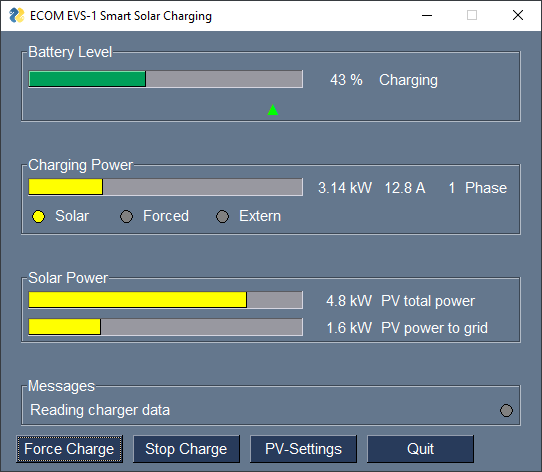 ECOM EVS-1 Smart Solar Charging
Battery Level
43 % Charging
Charging Power
3.14 kW 12.8 A 1 Phase
Solar Forced Extern
Solar Power
4.8 kW PV total power
1.6 kW PV power to grid
Messages
Reading charger data
Force Charge Stop Charge PV-Settings Quit